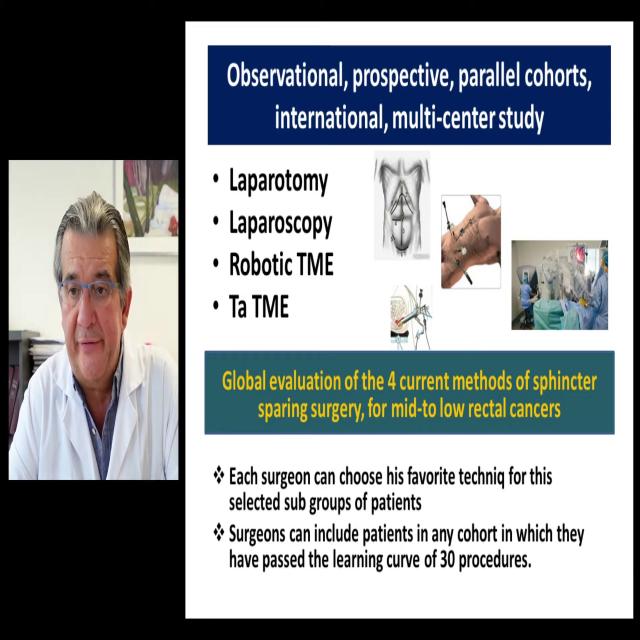 Observational, prospective, parallel cohorts,
international, multi-center study
• Laparotomy
• Laparoscopy
• Robotic TME
• Ta TME
Global evaluation of the 4 current methods of sphincter
sparing surgery, for mid-to low rectal cancers
❖ Each surgeon can choose his favorite techniq for this
selected sub groups of patients
❖ Surgeons can include patients in any cohort in which they
have passed the learning curve of 30 procedures.